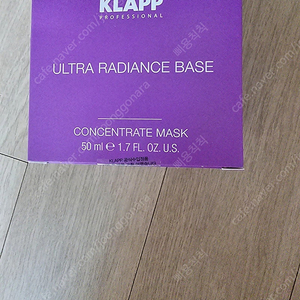 KLAPP
PROFESSIONAL
ULTRA RADIANCE BASE
CONCENTRATE MASK
50 ml ℮ 1.7 FL. OZ. U.S.